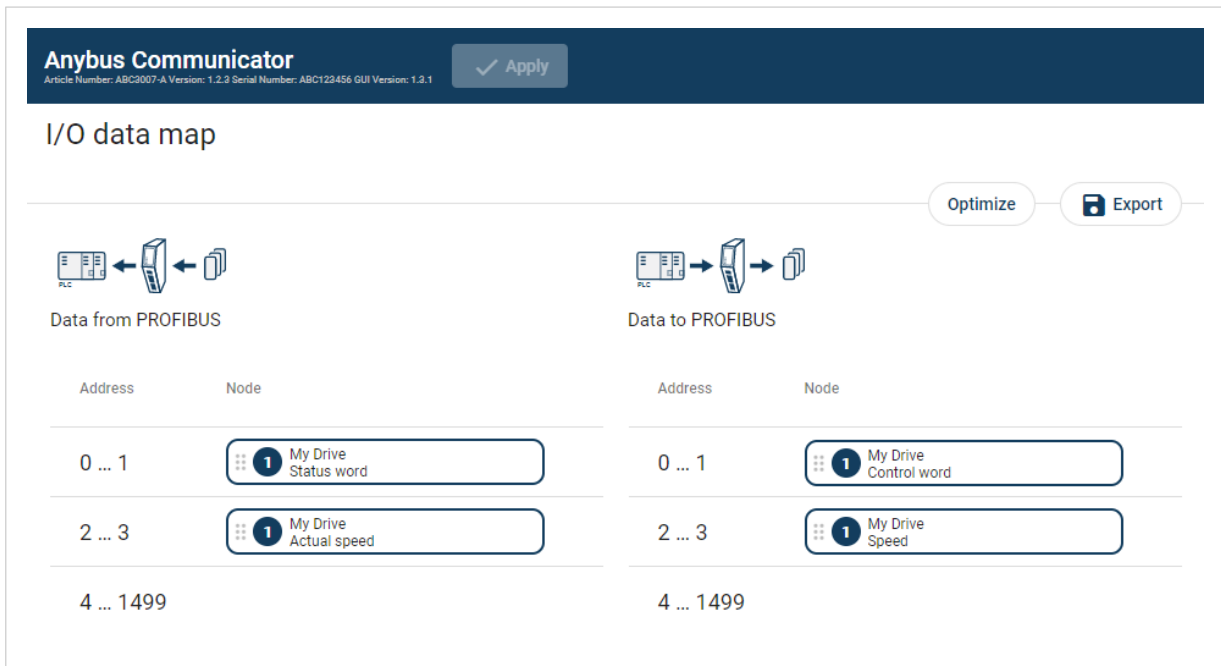 Anybus Communicator
Article Number: ABC3007-A Version: 1.2.3 Serial Number: ABC123456 GUI Version: 1.3.1
Apply
I/O data map
Optimize
Export
PLC
Data from PROFIBUS
Address Node
0 ... 1
1
My Drive
Status word
2 ... 3
1
My Drive
Actual speed
4 ... 1499
PLC
Data to PROFIBUS
Address Node
0 ... 1
1
My Drive
Control word
2 ... 3
1
My Drive
Speed
4 ... 1499